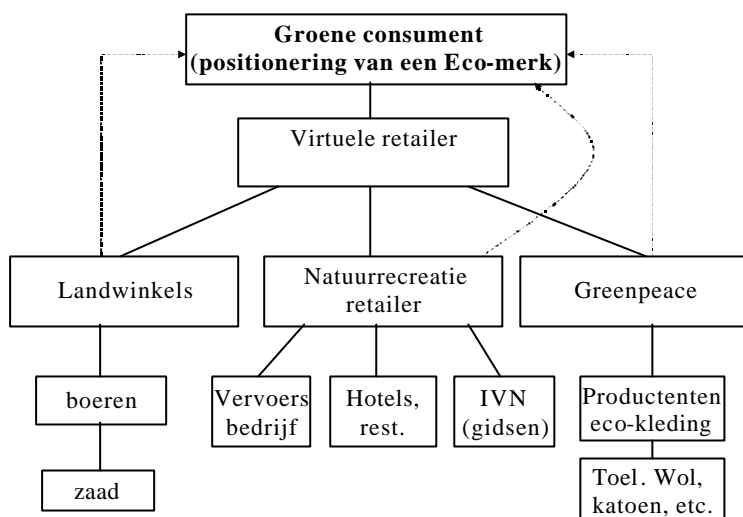 Groene consument
(positionering van een Eco-merk)
Virtuele retailer
Landwinkels
Natuurrecreatie
retailer
Greenpeace
boeren
Vervoers
bedrijf
Hotels,
rest.
IVN
(gidsen)
Productenten
eco-kleding
zaad
Toel. Wol,
katoen, etc.